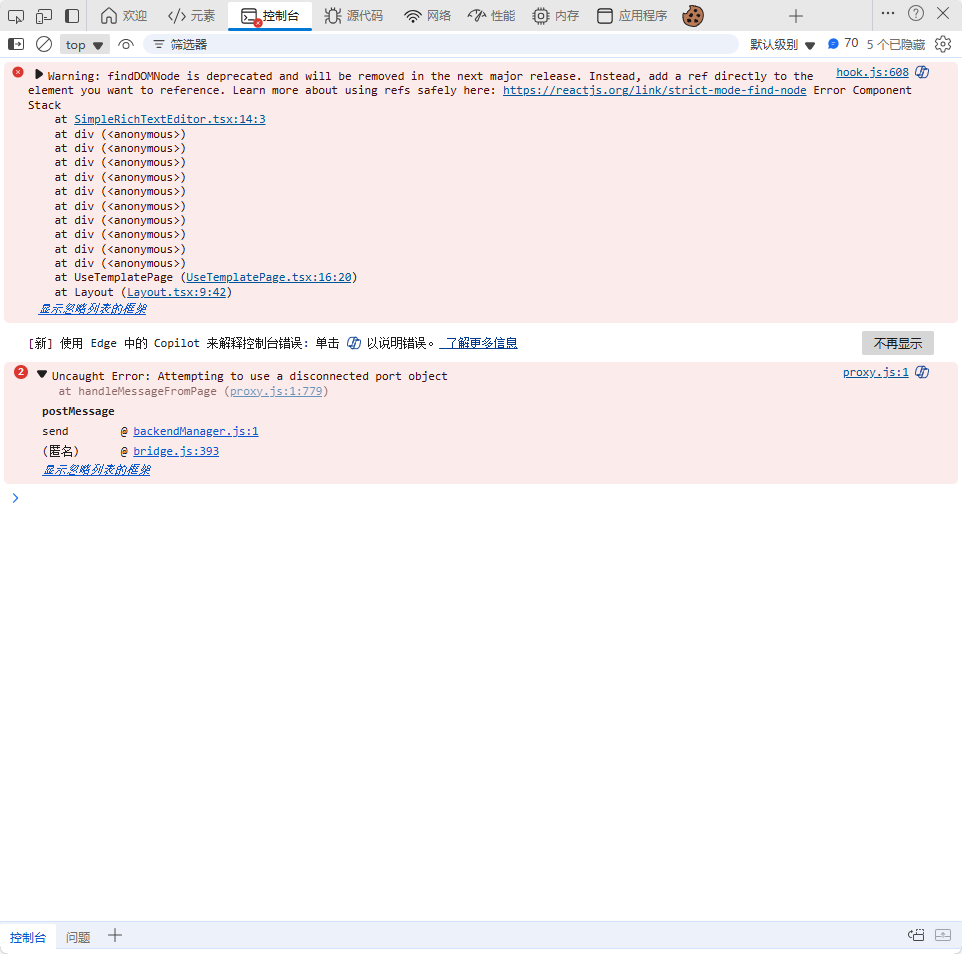 欢迎 元素 控制台 源代码 网络 性能 内存 应用程序
top 筛选器 默认级别 70 5 个已隐藏
Warning: findDOMNode is deprecated and will be removed in the next major release. Instead, add a ref directly to the hook.js:608
element you want to reference. Learn more about using refs safely here: https://reactjs.org/link/strict-mode-find-node Error Component
Stack
at SimpleRichTextEditor.tsx:14:3
at div (<anonymous>)
at div (<anonymous>)
at div (<anonymous>)
at div (<anonymous>)
at div (<anonymous>)
at div (<anonymous>)
at div (<anonymous>)
at div (<anonymous>)
at div (<anonymous>)
at div (<anonymous>)
at UseTemplatePage (UseTemplatePage.tsx:16:20)
at Layout (Layout.tsx:9:42)
显示忽略列表的框架
[新] 使用 Edge 中的 Copilot 来解释控制台错误: 单击 以说明错误。 了解更多信息 不再显示
2 Uncaught Error: Attempting to use a disconnected port object proxy.js:1
at handleMessageFromPage (proxy.js:1:779)
postMessage
send @ backendManager.js:1
(匿名) @ bridge.js:393
显示忽略列表的框架
控制台 问题